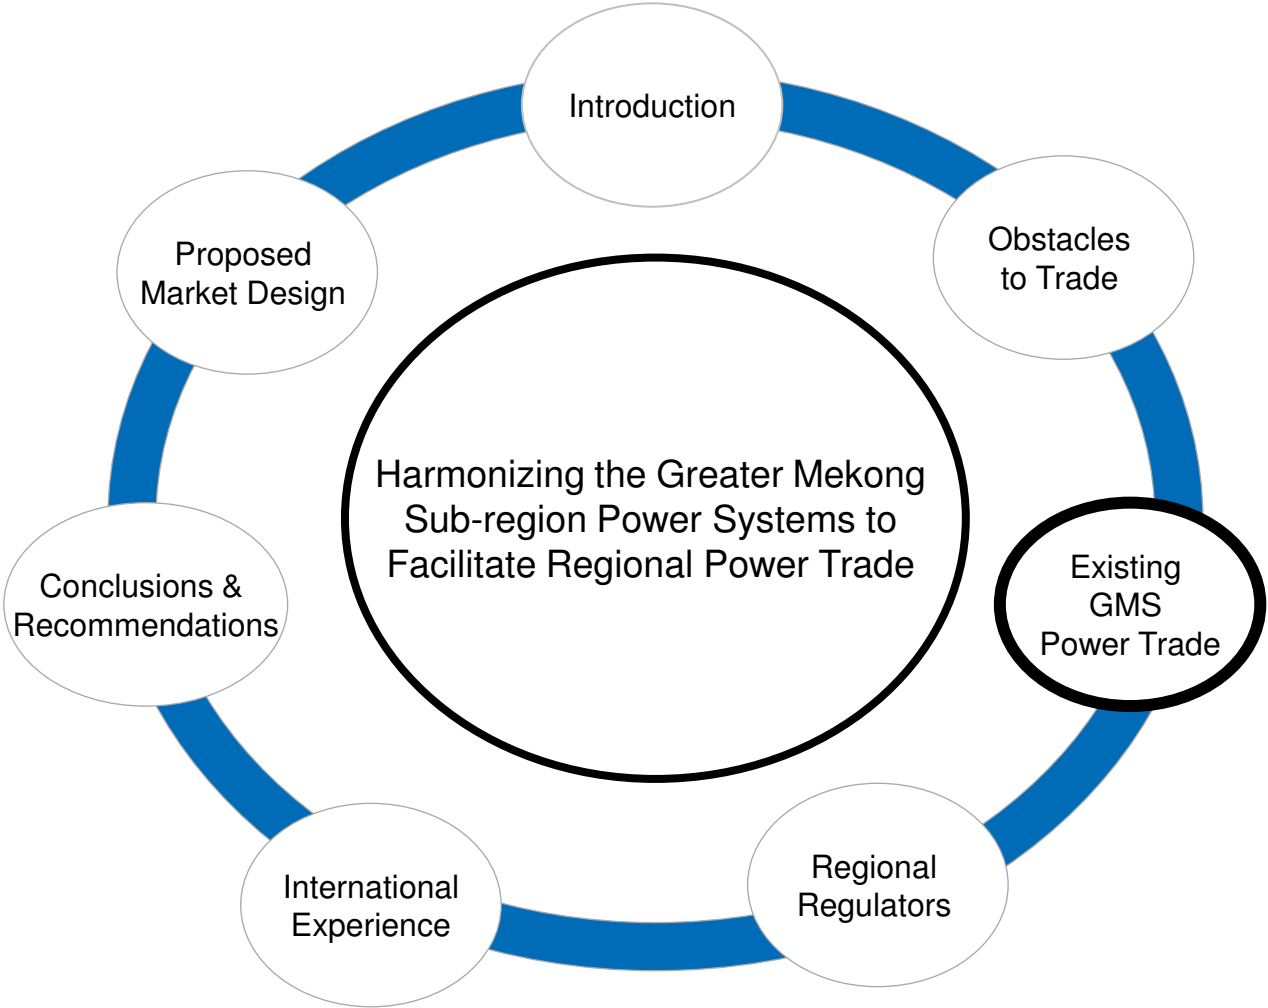 Introduction
Obstacles
to Trade
Proposed
Market Design
Harmonizing the Greater Mekong
Sub-region Power Systems to
Facilitate Regional Power Trade
Existing
GMS
Power Trade
Conclusions &
Recommendations
Regional
Regulators
International
Experience